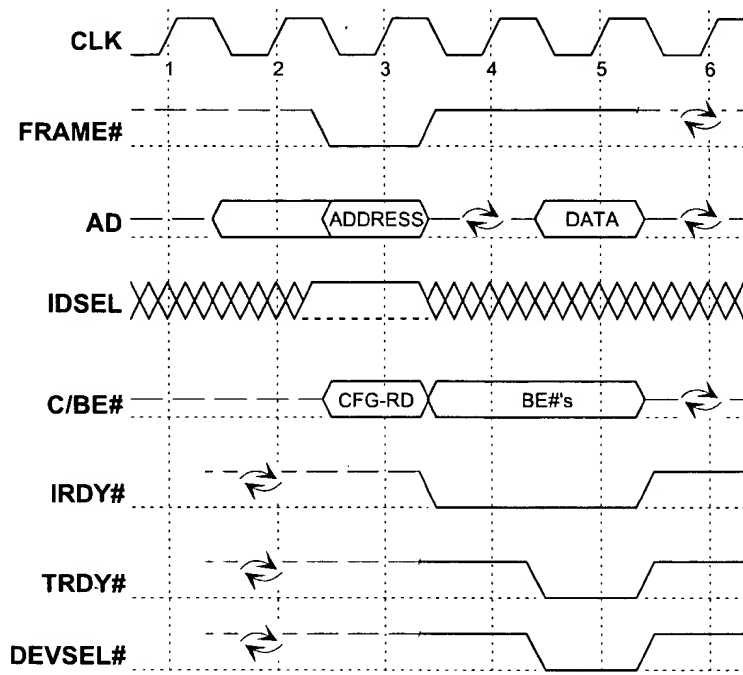 CLK
1 2 3 4 5 6
FRAME#
AD ADDRESS DATA
IDSEL
C/BE# CFG-RD BE#'s
IRDY#
TRDY#
DEVSEL#